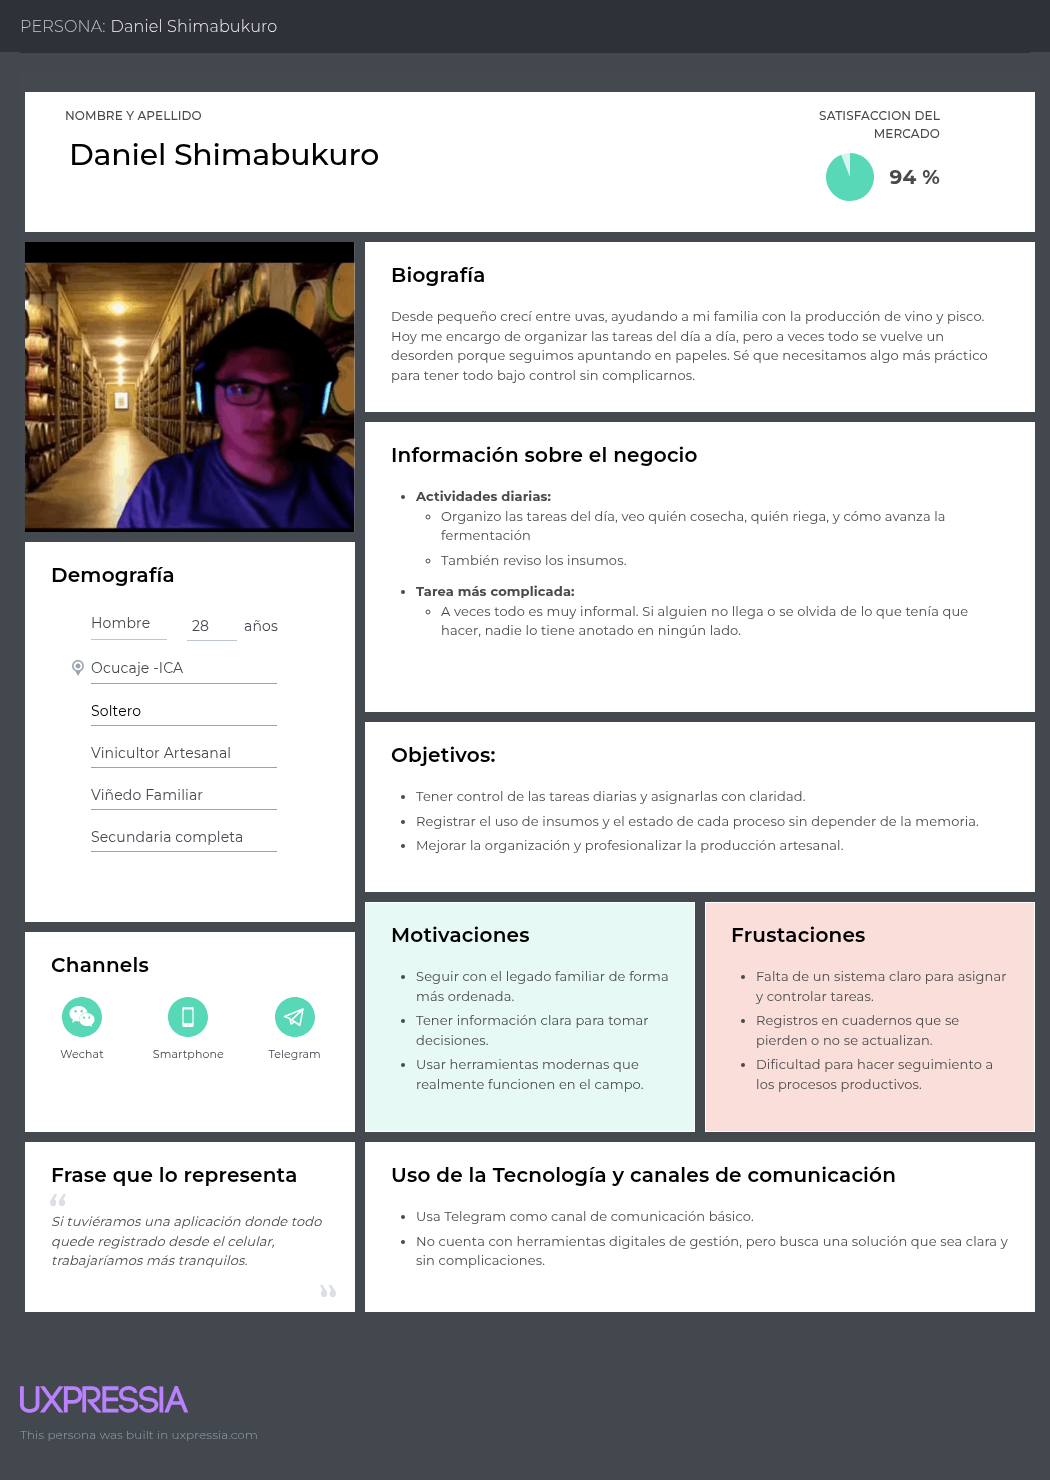 PERSONA: Daniel Shimabukuro
NOMBRE Y APELLIDO
Daniel Shimabukuro
SATISFACCION DEL
MERCADO
94 %
Biografía
Desde pequeño crecí entre uvas, ayudando a mi familia con la producción de vino y pisco.
Hoy me encargo de organizar las tareas del día a día, pero a veces todo se vuelve un
desorden porque seguimos apuntando en papeles. Sé que necesitamos algo más práctico
para tener todo bajo control sin complicarnos.
Información sobre el negocio
Actividades diarias:
Organizo las tareas del día, veo quién cosecha, quién riega, y cómo avanza la
fermentación
También reviso los insumos.
Tarea más complicada:
A veces todo es muy informal. Si alguien no llega o se olvida de lo que tenía que
hacer, nadie lo tiene anotado en ningún lado.
Demografía
Hombre 28 años
Ocucaje -ICA
Soltero
Vinicultor Artesanal
Viñedo Familiar
Secundaria completa
Objetivos:
Tener control de las tareas diarias y asignarlas con claridad.
Registrar el uso de insumos y el estado de cada proceso sin depender de la memoria.
Mejorar la organización y profesionalizar la producción artesanal.
Channels
Wechat Smartphone Telegram
Motivaciones
Seguir con el legado familiar de forma
más ordenada.
Tener información clara para tomar
decisiones.
Usar herramientas modernas que
realmente funcionen en el campo.
Frustaciones
Falta de un sistema claro para asignar
y controlar tareas.
Registros en cuadernos que se
pierden o no se actualizan.
Dificultad para hacer seguimiento a
los procesos productivos.
Frase que lo representa
“
Si tuviéramos una aplicación donde todo
quede registrado desde el celular,
trabajaríamos más tranquilos.
”
Uso de la Tecnología y canales de comunicación
Usa Telegram como canal de comunicación básico.
No cuenta con herramientas digitales de gestión, pero busca una solución que sea clara y
sin complicaciones.
UXPRESSIA
This persona was built in uxpressia.com